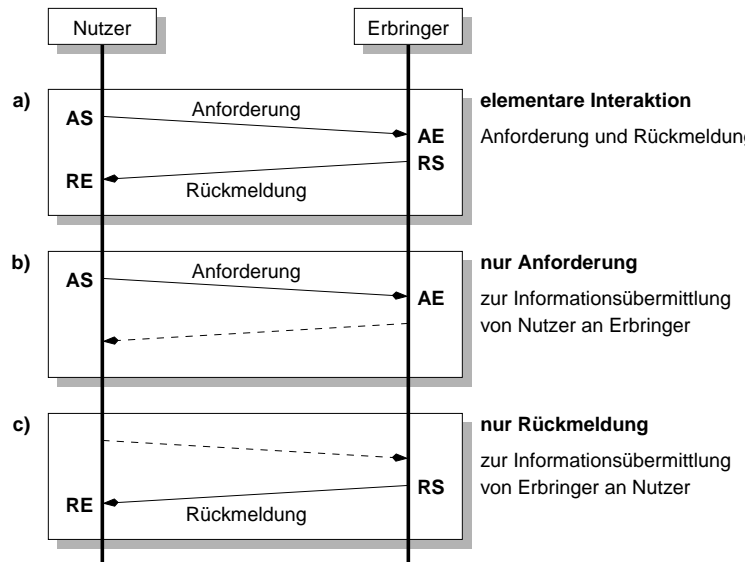 Nutzer
Erbringer
a)
AS
Anforderung
AE
RS
RE
Rückmeldung
elementare Interaktion
Anforderung und Rückmeldung
b)
AS
Anforderung
AE
nur Anforderung
zur Informationsübermittlung
von Nutzer an Erbringer
c)
RS
RE
Rückmeldung
nur Rückmeldung
zur Informationsübermittlung
von Erbringer an Nutzer